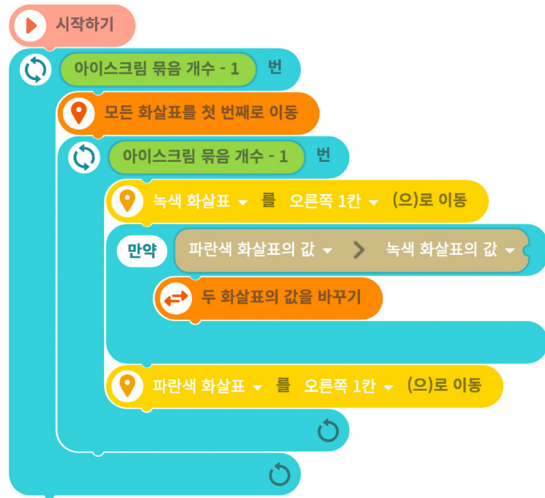 시작하기
아이스크림 묶음 개수 - 1 번
모든 화살표를 첫 번째로 이동
아이스크림 묶음 개수 - 1 번
녹색 화살표 를 오른쪽 1칸 (으)로 이동
만약 파란색 화살표의 값 > 녹색 화살표의 값
두 화살표의 값을 바꾸기
파란색 화살표 를 오른쪽 1칸 (으)로 이동